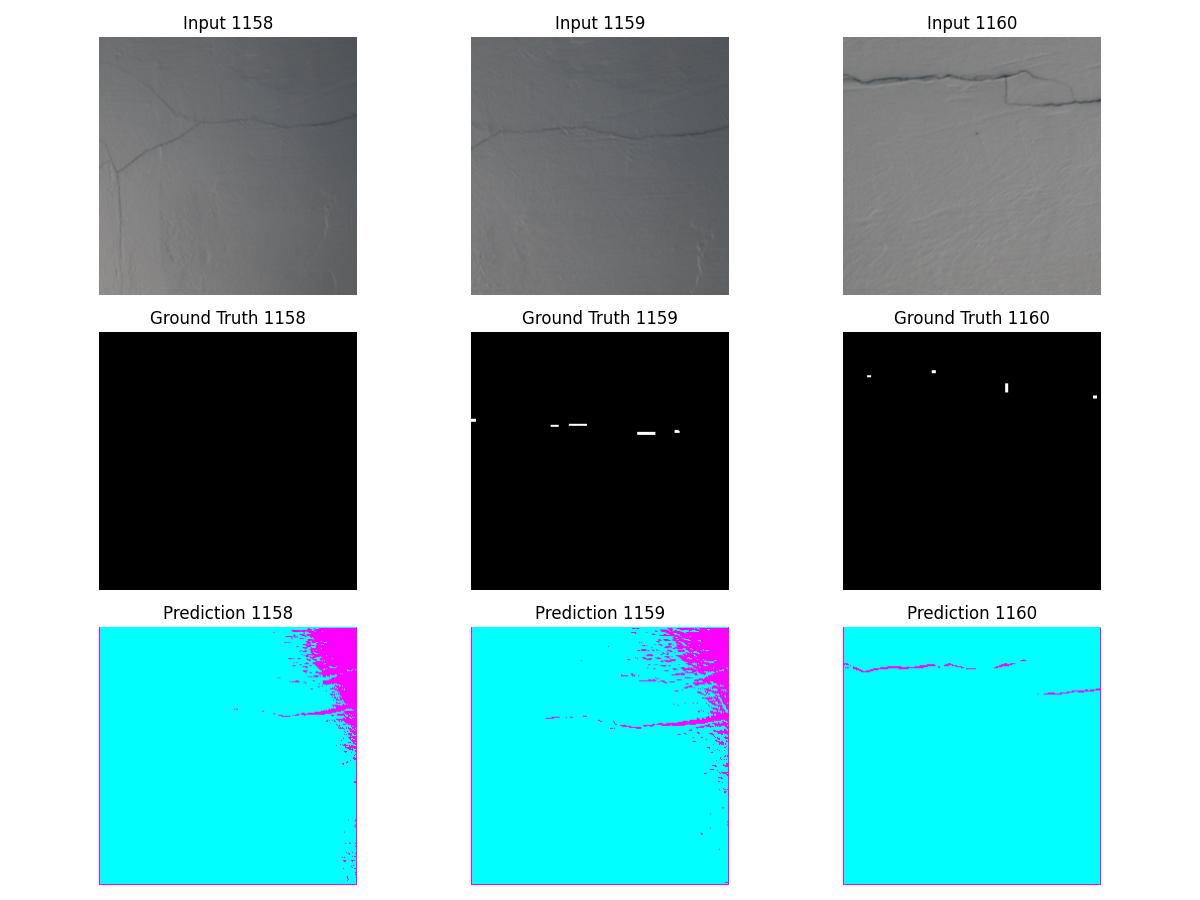 Input 1158
Input 1159
Input 1160
Ground Truth 1158
Ground Truth 1159
Ground Truth 1160
Prediction 1158
Prediction 1159
Prediction 1160